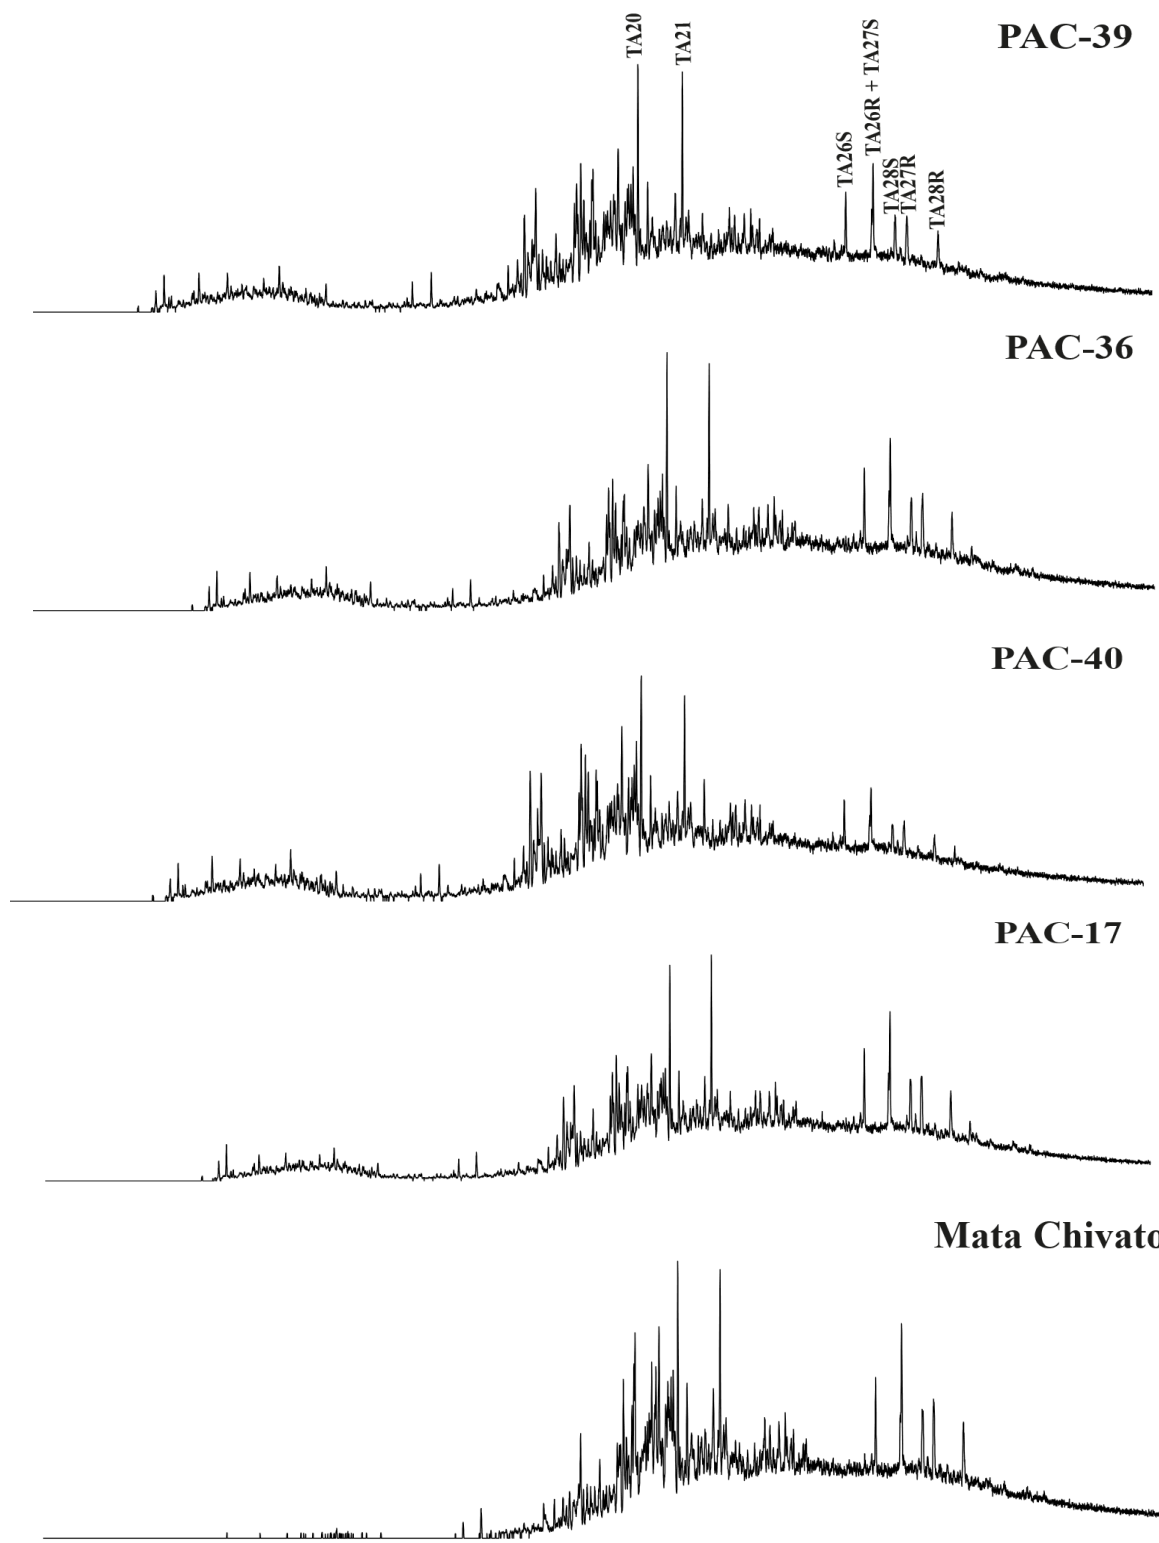 PAC-39
TA20
TA21
TA26S
TA26R + TA27S
TA28S
TA27R
TA28R
PAC-36
PAC-40
PAC-17
Mata Chivato